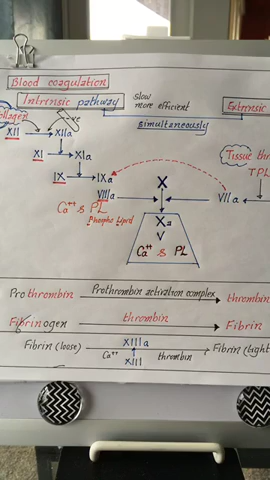 Blood coagulation
Intrinsic pathway
slow
more efficient
Extrinsic
simultaneously
collagen
+ve
XII XIIa
XI XIa
IX IXa
VIIIa
Ca++ & PL
Phospho Lipid
X
Xa
V
Ca++ & PL
VIIa
Tissue
TPL
Prothrombin Prothrombin activation complex thrombin
Fibrinogen thrombin Fibrin
Fibrin (loose) XIIIa Fibrin (tight
Ca++ XIII thrombin